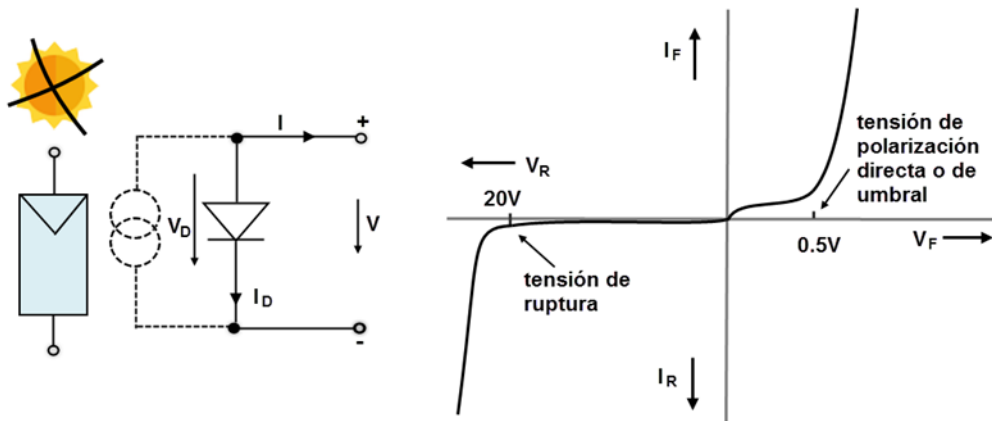 I
+
V_D
V
I_D
-
I_F
V_R
20V
tensión de
polarización
directa o de
umbral
0.5V
V_F
tensión de
ruptura
I_R